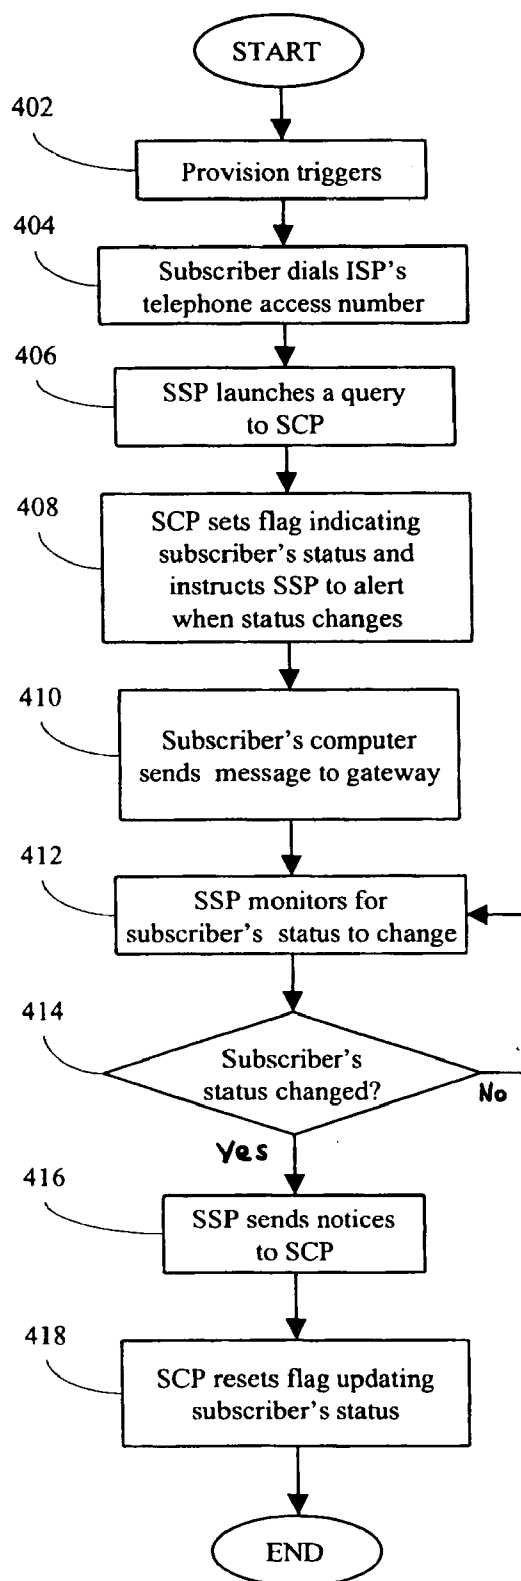 START
402
Provision triggers
404
Subscriber dials ISP's
telephone access number
406
SSP launches a query
to SCP
408
SCP sets flag indicating
subscriber's status and
instructs SSP to alert
when status changes
410
Subscriber's computer
sends message to gateway
412
SSP monitors for
subscriber's status to change
414
Subscriber's
status changed?
No
Yes
416
SSP sends notices
to SCP
418
SCP resets flag updating
subscriber's status
END